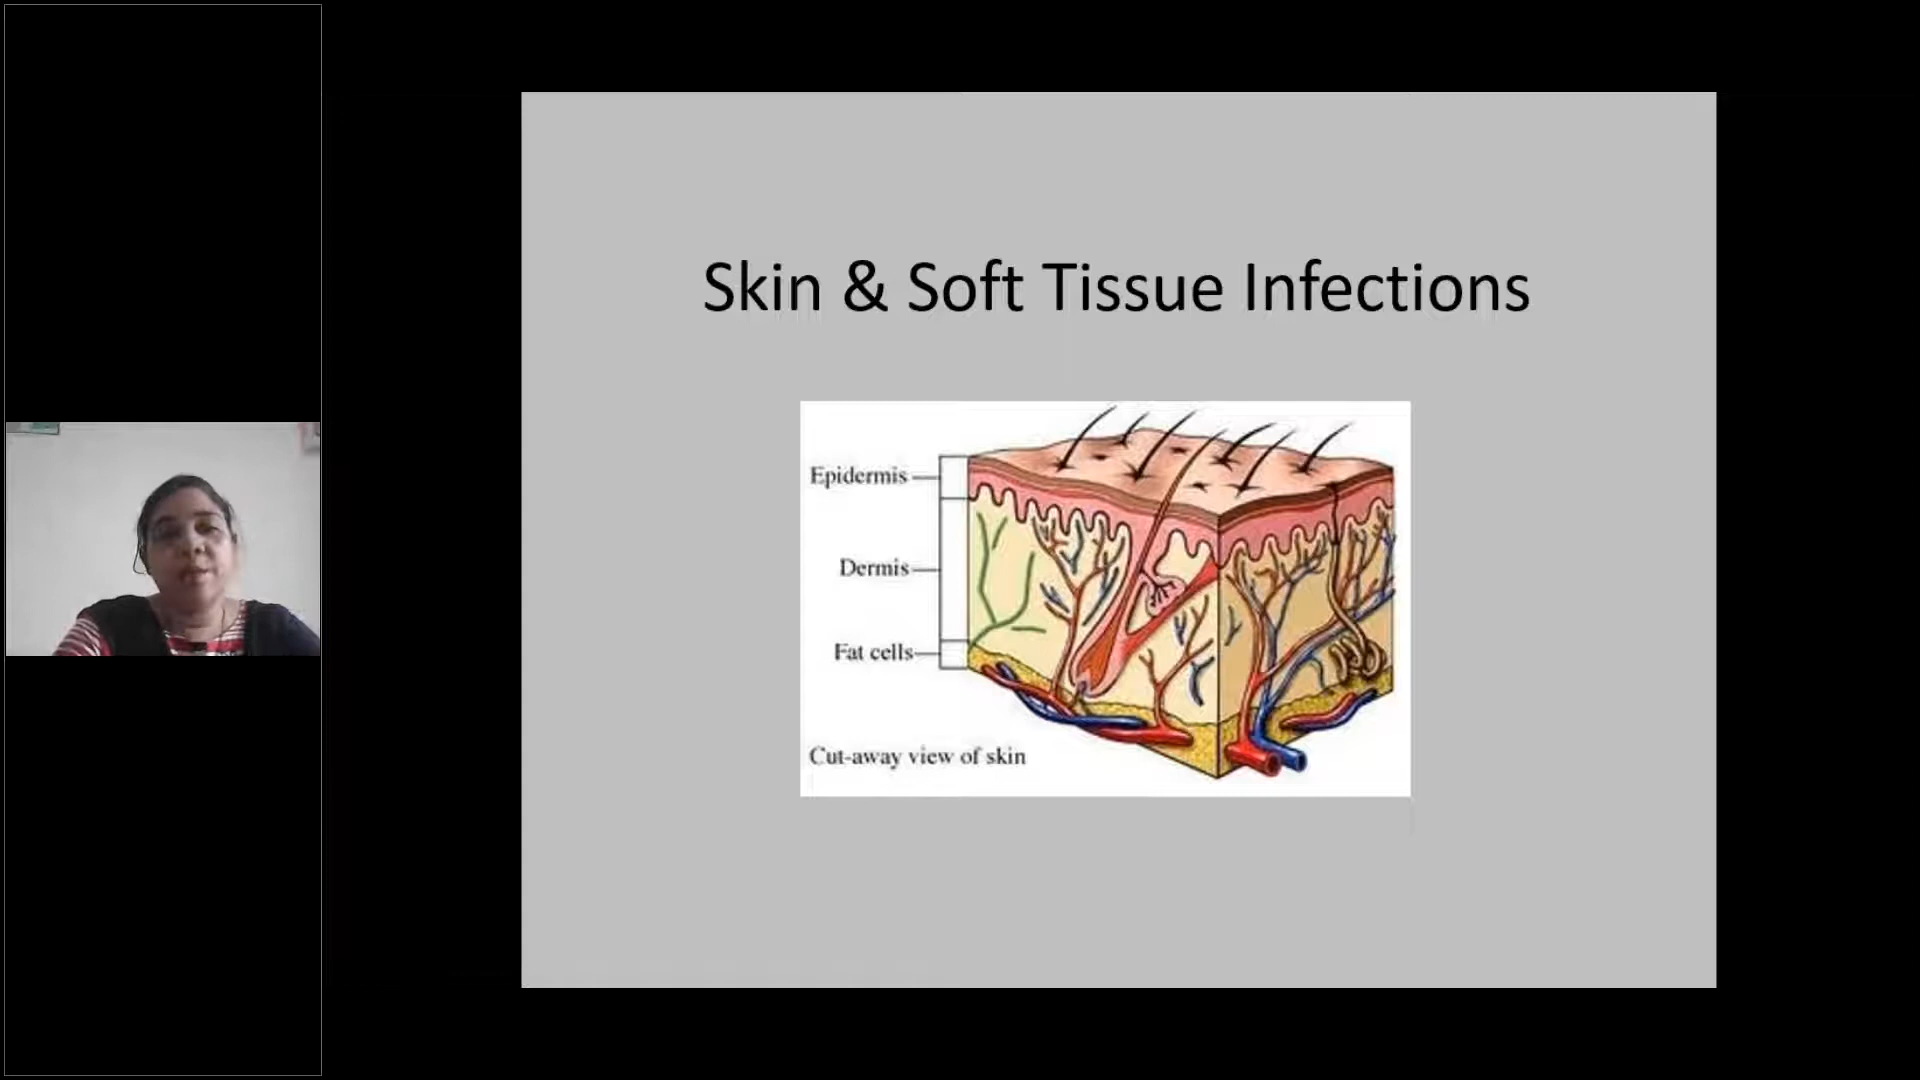 Skin & Soft Tissue Infections
Epidermis
Dermis
Fat cells
Cut-away view of skin